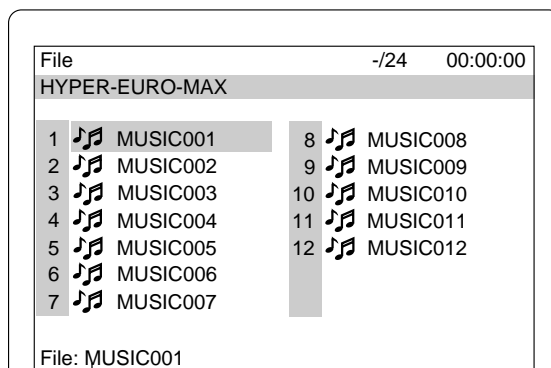 File -/24 00:00:00
HYPER-EURO-MAX
1 MUSIC001
2 MUSIC002
3 MUSIC003
4 MUSIC004
5 MUSIC005
6 MUSIC006
7 MUSIC007
8 MUSIC008
9 MUSIC009
10 MUSIC010
11 MUSIC011
12 MUSIC012
File: MUSIC001